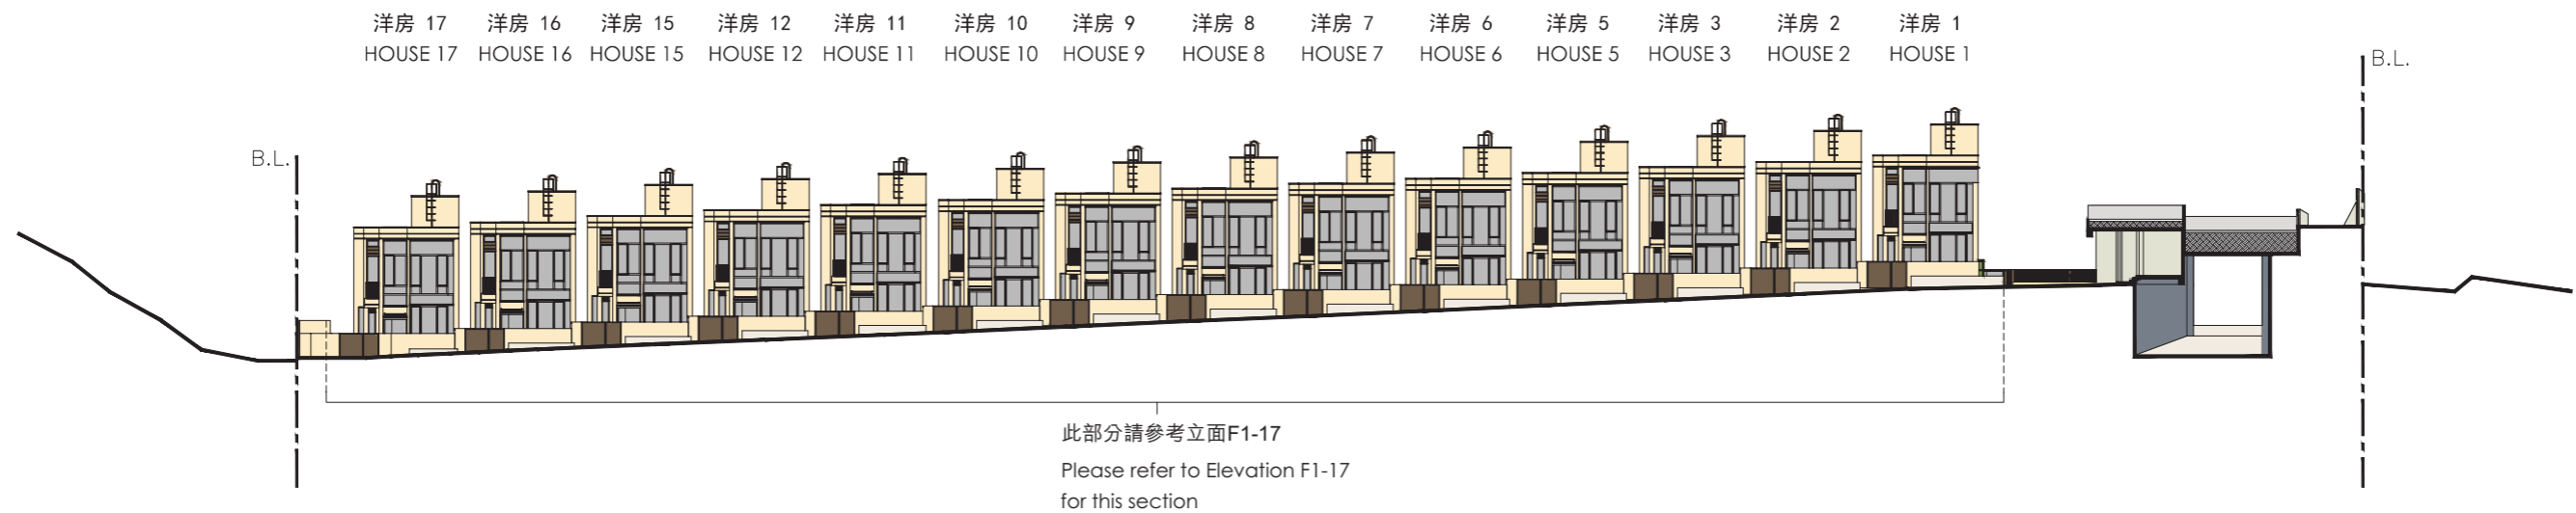 洋房 17 洋房 16 洋房 15 洋房 12 洋房 11 洋房 10 洋房 9 洋房 8 洋房 7 洋房 6 洋房 5 洋房 3 洋房 2 洋房 1
HOUSE 17 HOUSE 16 HOUSE 15 HOUSE 12 HOUSE 11 HOUSE 10 HOUSE 9 HOUSE 8 HOUSE 7 HOUSE 6 HOUSE 5 HOUSE 3 HOUSE 2 HOUSE 1
B.L.
B.L.
此部分請參考立面F1-17
Please refer to Elevation F1-17
for this section